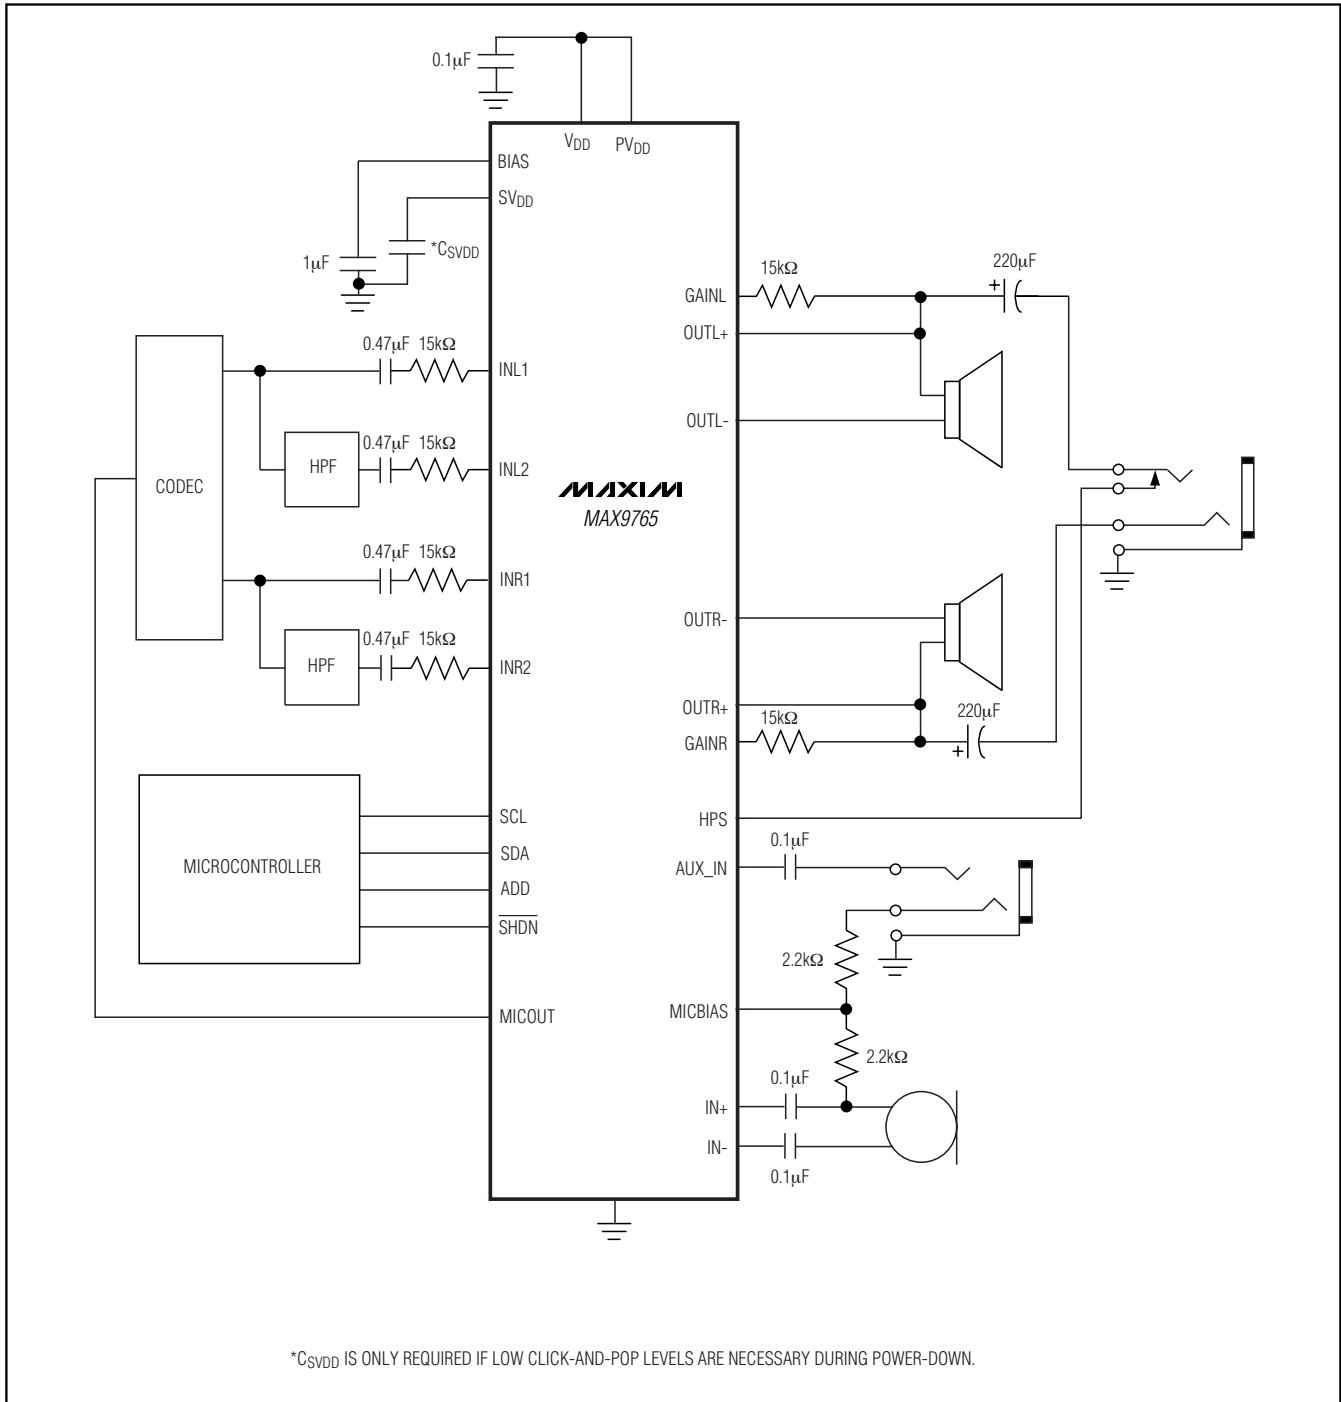 0.1µF
VDD PVDD
BIAS
SVDD
*CSVDD
1µF
15kΩ
220µF
+
GAINL
OUTL+
0.47µF 15kΩ
INL1
OUTL-
0.47µF 15kΩ
HPF
INL2
CODEC
MAXIM
MAX9765
0.47µF 15kΩ
INR1
OUTR-
0.47µF 15kΩ
HPF
INR2
OUTR+
15kΩ
220µF
GAINR
+
SCL
HPS
0.1µF
SDA
AUX_IN
MICROCONTROLLER
ADD
SHDN
2.2kΩ
MICOUT
MICBIAS
2.2kΩ
0.1µF
IN+
IN-
0.1µF
*CSVDD IS ONLY REQUIRED IF LOW CLICK-AND-POP LEVELS ARE NECESSARY DURING POWER-DOWN.